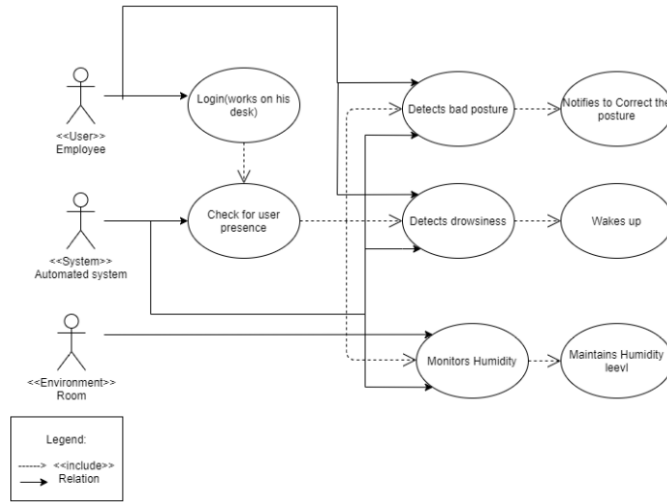 Login(works on his
desk)
Detects bad posture
Notifies to Correct the
posture
<<User>>
Employee
Check for user
presence
Detects drowsiness
Wakes up
<<System>>
Automated system
Monitors Humidity
Maintains Humidity
leevl
<<Environment>>
Room
Legend:
<<include>>
Relation